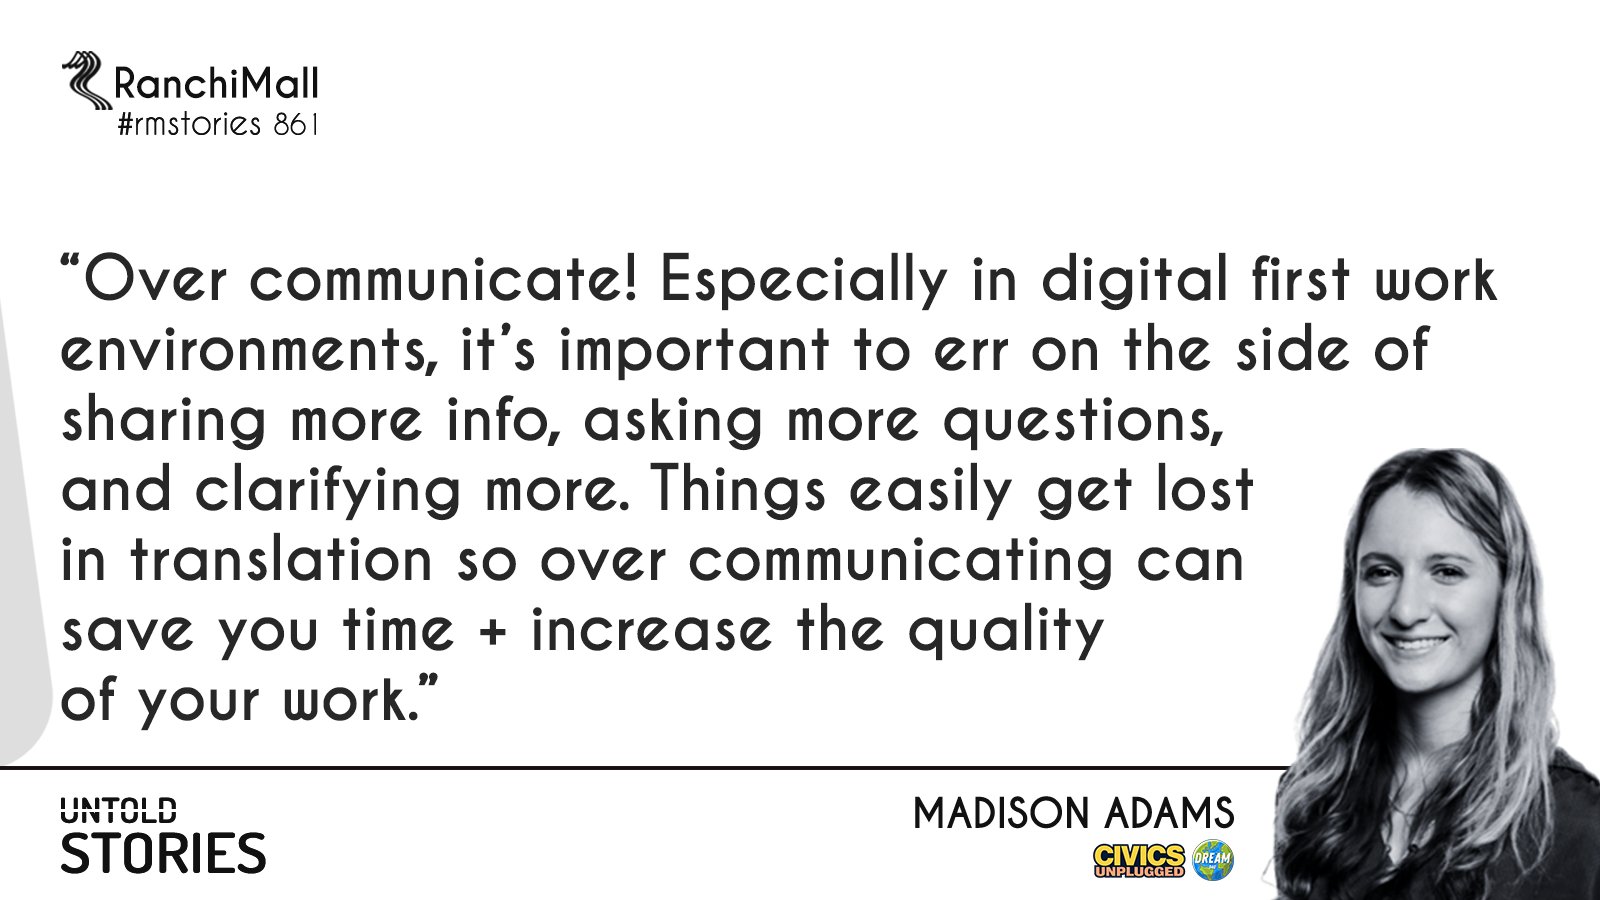 RanchiMall
#rmstories 861
“Over communicate! Especially in digital first work
environments, it’s important to err on the side of
sharing more info, asking more questions,
and clarifying more. Things easily get lost
in translation so over communicating can
save you time + increase the quality
of your work.”
UNTOLD
STORIES
MADISON ADAMS
CIVICS
UNPLUGGED
DREAM